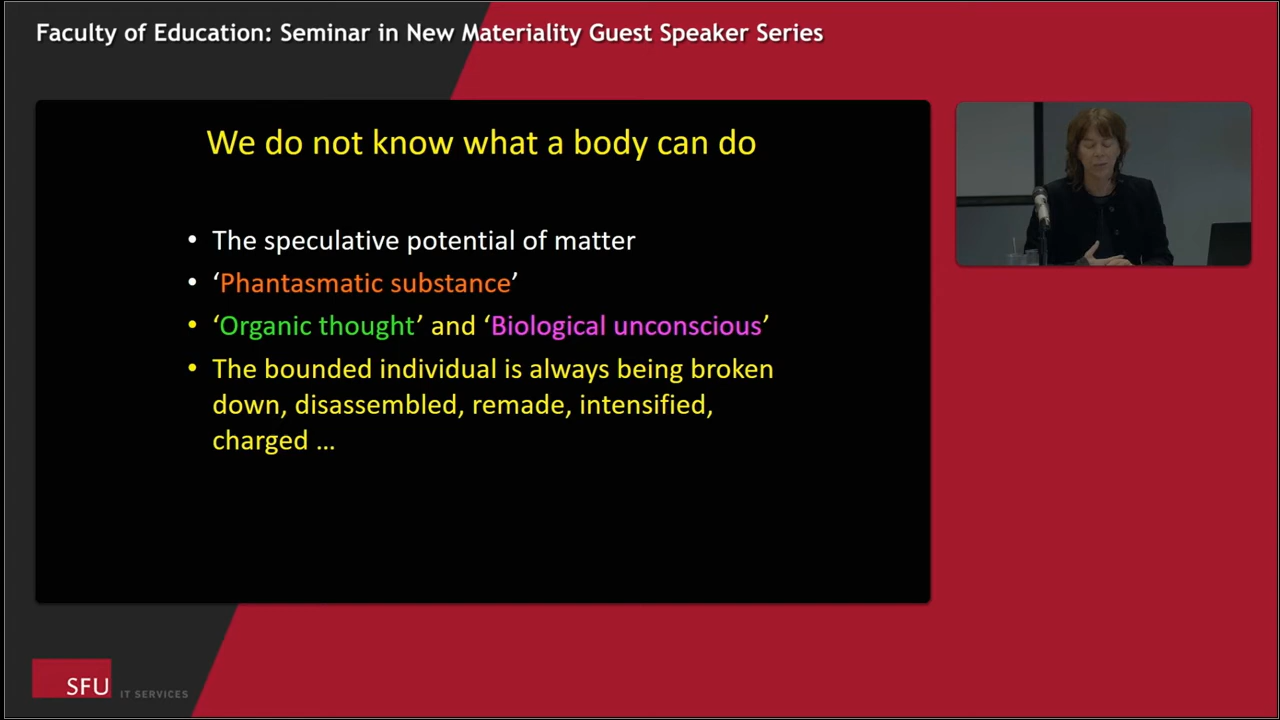 Faculty of Education: Seminar in New Materiality Guest Speaker Series
We do not know what a body can do
• The speculative potential of matter
• ‘Phantasmatic substance’
• ‘Organic thought’ and ‘Biological unconscious’
• The bounded individual is always being broken
down, disassembled, remade, intensified,
charged ...
SFU IT SERVICES